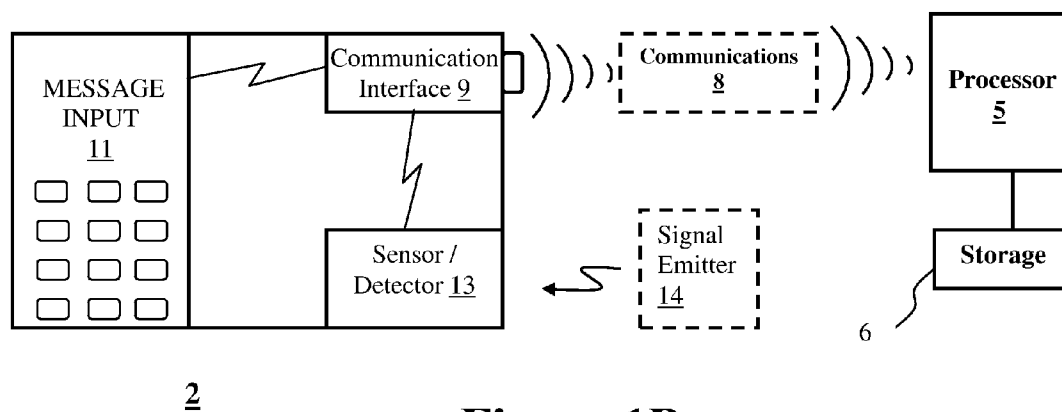 MESSAGE
INPUT
11
Communication
Interface 9
Communications
8
Processor
5
Sensor /
Detector 13
Signal
Emitter
14
Storage
6
2